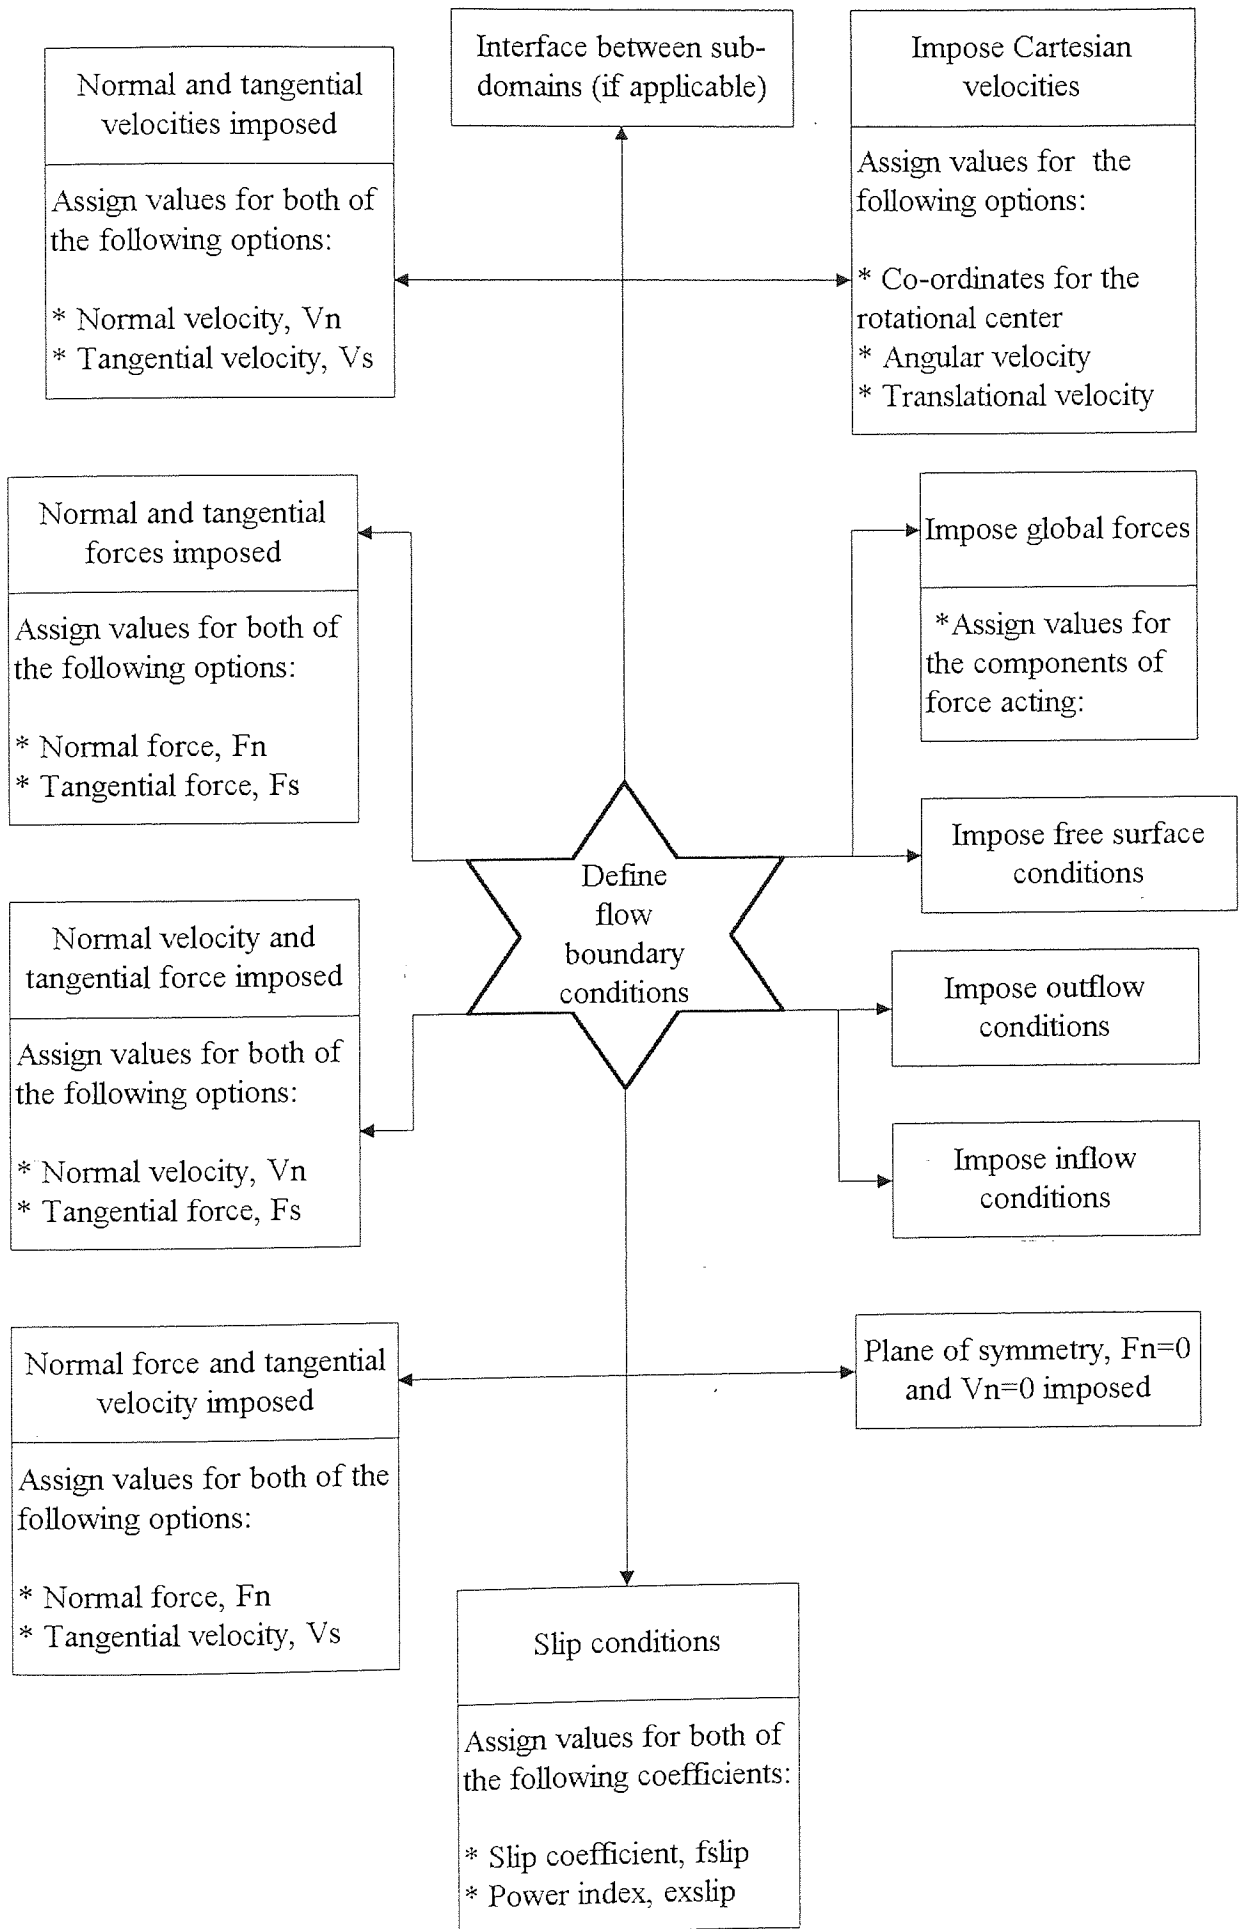 Interface between sub-
domains (if applicable)
Impose Cartesian
velocities
Assign values for the
following options:
* Co-ordinates for the
rotational center
* Angular velocity
* Translational velocity
Normal and tangential
velocities imposed
Assign values for both of
the following options:
* Normal velocity, Vn
* Tangential velocity, Vs
Normal and tangential
forces imposed
Assign values for both of
the following options:
* Normal force, Fn
* Tangential force, Fs
Impose global forces
*Assign values for
the components of
force acting:
Impose free surface
conditions
Define
flow
boundary
conditions
Normal velocity and
tangential force imposed
Assign values for both of
the following options:
* Normal velocity, Vn
* Tangential force, Fs
Impose outflow
conditions
Impose inflow
conditions
Normal force and tangential
velocity imposed
Assign values for both of the
following options:
* Normal force, Fn
* Tangential velocity, Vs
Plane of symmetry, Fn=0
and Vn=0 imposed
Slip conditions
Assign values for both of
the following coefficients:
* Slip coefficient, fslip
* Power index, exslip